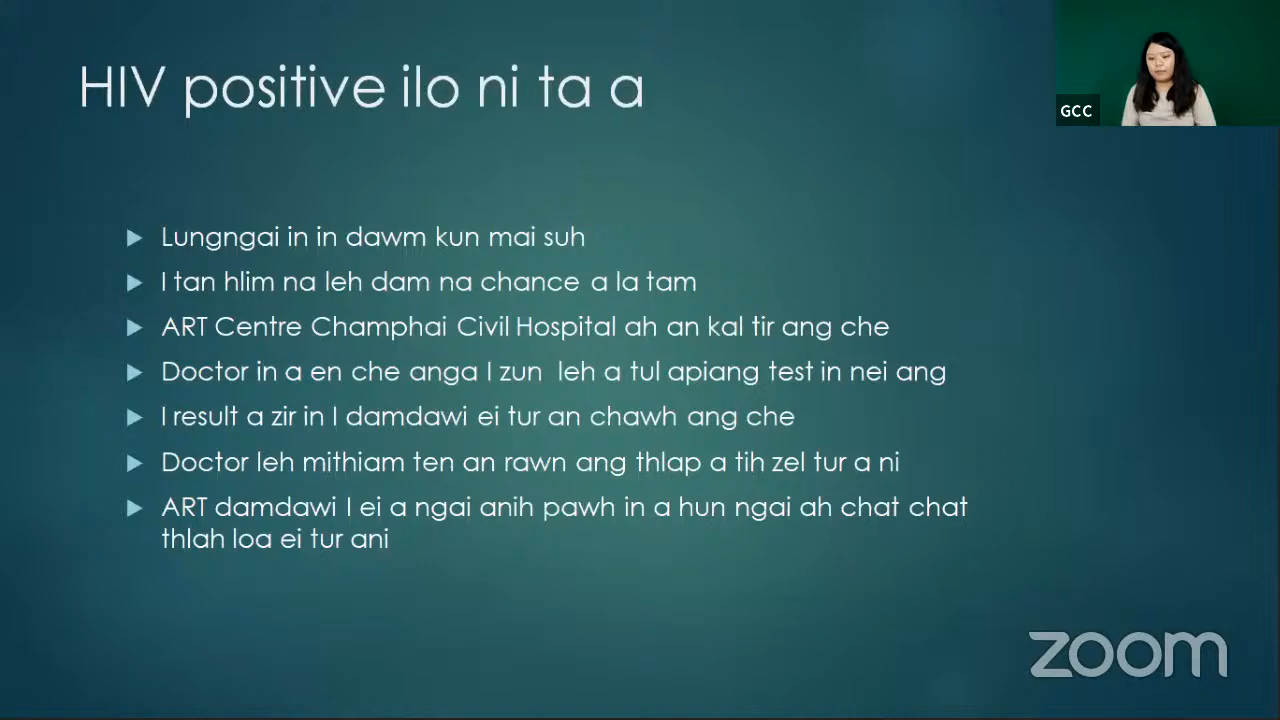 HIV positive ilo ni ta a
GCC
Lungngai in in dawm kun mai suh
I tan hlim na leh dam na chance a la tam
ART Centre Champhai Civil Hospital ah an kal tir ang che
Doctor in a en che anga I zun leh a tul apiang test in nei ang
I result a zir in I damdawi ei tur an chawh ang che
Doctor leh mithiam ten an rawn ang thlap a tih zel tur a ni
ART damdawi I ei a ngai anih pawh in a hun ngai ah chat chat
thlah loa ei tur ani
zoom